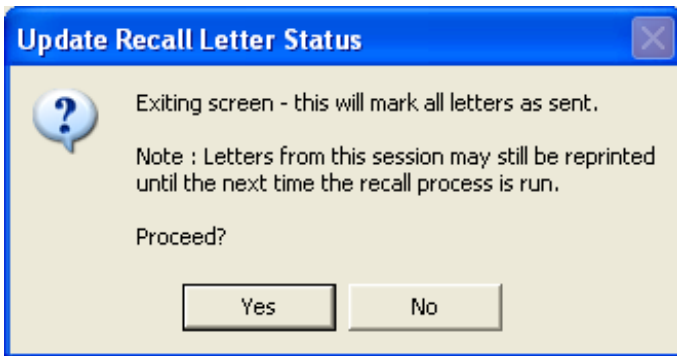 Update Recall Letter Status
Exiting screen - this will mark all letters as sent.
Note : Letters from this session may still be reprinted
until the next time the recall process is run.
Proceed?
Yes
No